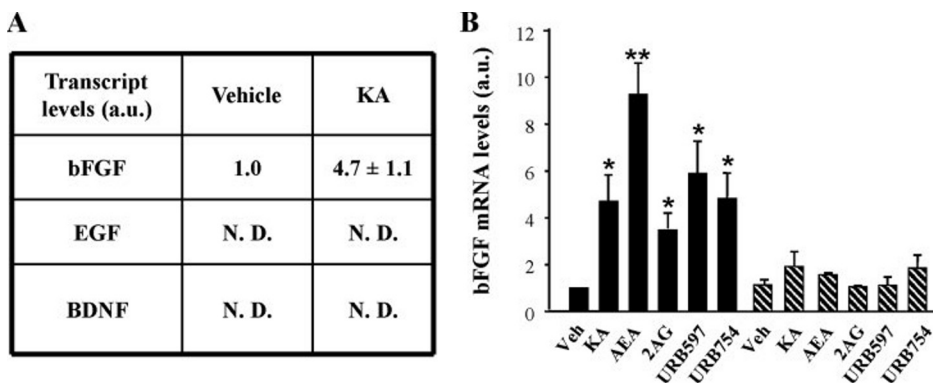 A
Transcript
levels (a.u.)
Vehicle
KA
bFGF
1.0
4.7 ± 1.1
EGF
N. D.
N. D.
BDNF
N. D.
N. D.
B
bFGF mRNA levels (a.u.)
12
10
8
6
4
2
0
*
**
*
*
*
Veh
KA
AEA
2AG
URB597
URB754
Veh
KA
AEA
2AG
URB597
URB754